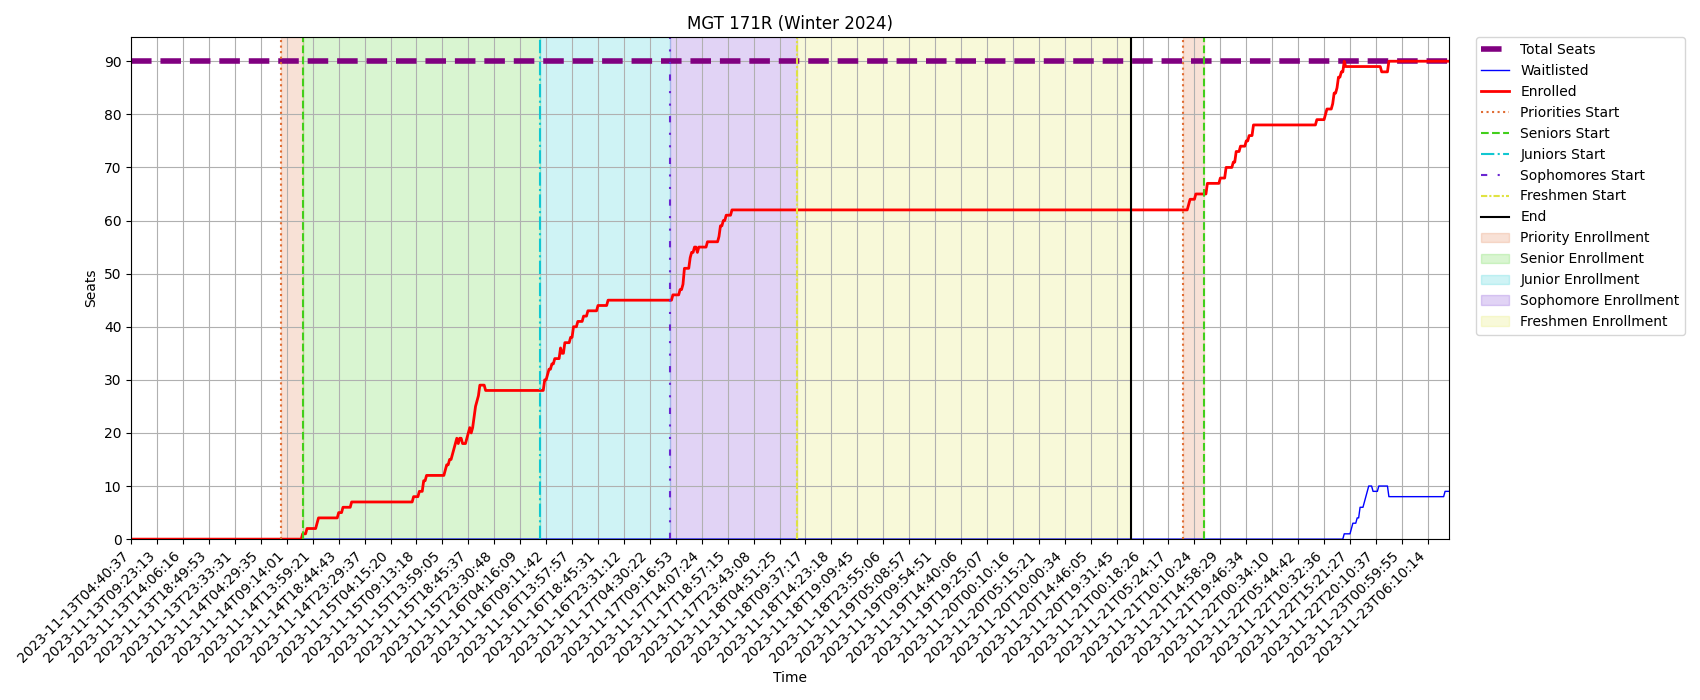 MGT 171R (Winter 2024)
Total Seats
Waitlisted
Enrolled
Priorities Start
Seniors Start
Juniors Start
Sophomores Start
Freshmen Start
End
Priority Enrollment
Senior Enrollment
Junior Enrollment
Sophomore Enrollment
Freshmen Enrollment
Seats
90
80
70
60
50
40
30
20
10
0
2023-11-13T04:40:37
2023-11-13T09:23:13
2023-11-13T14:06:16
2023-11-13T18:49:53
2023-11-13T23:33:31
2023-11-14T04:29:35
2023-11-14T09:14:01
2023-11-14T13:59:21
2023-11-14T18:44:43
2023-11-14T23:29:37
2023-11-15T04:15:20
2023-11-15T09:13:18
2023-11-15T13:59:05
2023-11-15T18:45:37
2023-11-15T23:30:48
2023-11-16T04:16:09
2023-11-16T09:11:42
2023-11-16T13:57:57
2023-11-16T18:45:31
2023-11-16T23:31:12
2023-11-17T04:30:22
2023-11-17T09:16:53
2023-11-17T14:07:24
2023-11-17T18:57:15
2023-11-17T23:43:08
2023-11-18T04:51:25
2023-11-18T09:37:17
2023-11-18T14:23:18
2023-11-18T19:09:45
2023-11-18T23:55:06
2023-11-19T05:08:57
2023-11-19T09:54:51
2023-11-19T14:40:06
2023-11-19T19:25:07
2023-11-20T00:10:16
2023-11-20T05:15:21
2023-11-20T10:00:34
2023-11-20T14:46:05
2023-11-20T19:31:45
2023-11-21T00:18:26
2023-11-21T05:24:17
2023-11-21T10:10:24
2023-11-21T14:58:29
2023-11-21T19:46:34
2023-11-22T00:34:10
2023-11-22T05:44:42
2023-11-22T10:32:36
2023-11-22T15:21:27
2023-11-22T20:10:37
2023-11-23T00:59:55
2023-11-23T06:10:14
Time